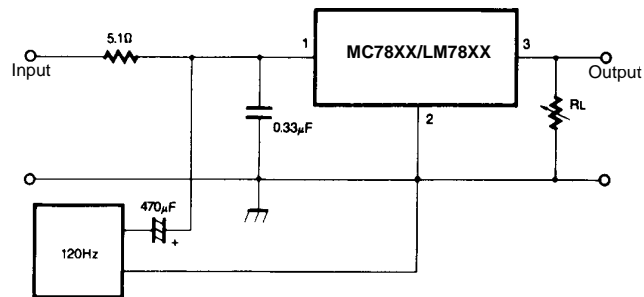 5.1Ω
Input
1
MC78XX/LM78XX
3
Output
0.33µF
2
RL
470µF
+
120Hz